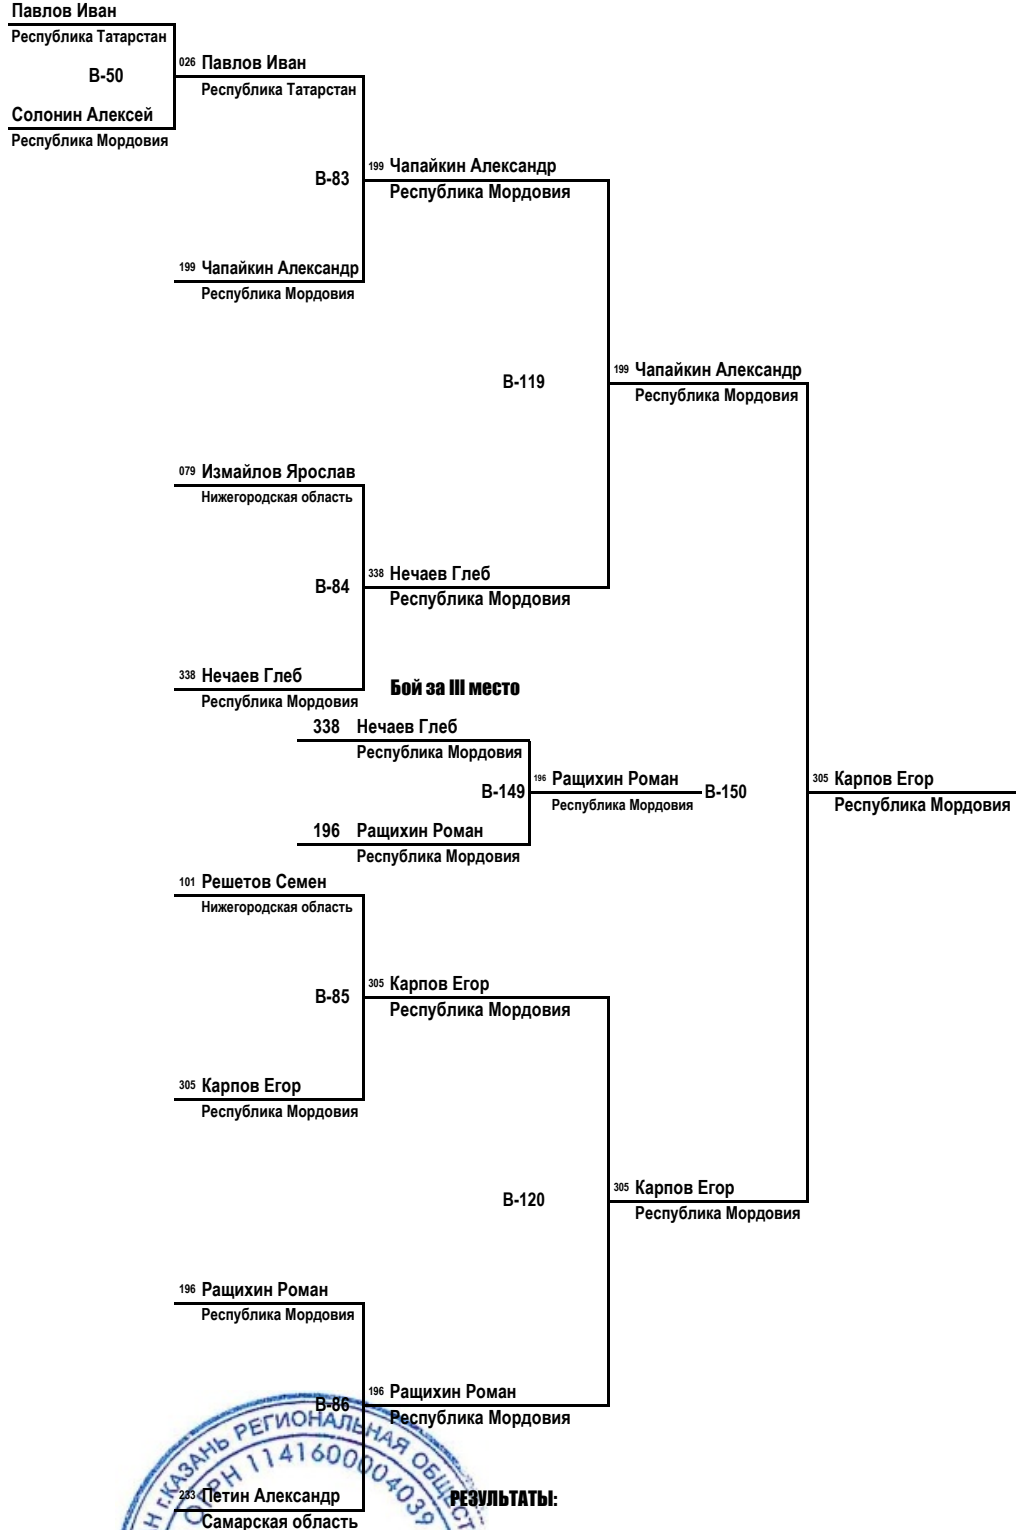 Павлов Иван
Республика Татарстан
B-50
Солонин Алексей
Республика Мордовия
026 Павлов Иван
Республика Татарстан
B-83
199 Чапайкин Александр
Республика Мордовия
199 Чапайкин Александр
Республика Мордовия
B-119
199 Чапайкин Александр
Республика Мордовия
079 Измайлов Ярослав
Нижегородская область
B-84
338 Нечаев Глеб
Республика Мордовия
338 Нечаев Глеб
Республика Мордовия
Бой за III место
338 Нечаев Глеб
Республика Мордовия
B-149
196 Ращихин Роман
Республика Мордовия
B-150
305 Карпов Егор
Республика Мордовия
196 Ращихин Роман
Республика Мордовия
101 Решетов Семен
Нижегородская область
B-85
305 Карпов Егор
Республика Мордовия
305 Карпов Егор
Республика Мордовия
B-120
305 Карпов Егор
Республика Мордовия
196 Ращихин Роман
Республика Мордовия
B-86
196 Ращихин Роман
Республика Мордовия
233 Петин Александр
Самарская область
РЕЗУЛЬТАТЫ:
г.КАЗАНЬ РЕГИОНАЛЬНАЯ
ОГРН 1141600004039